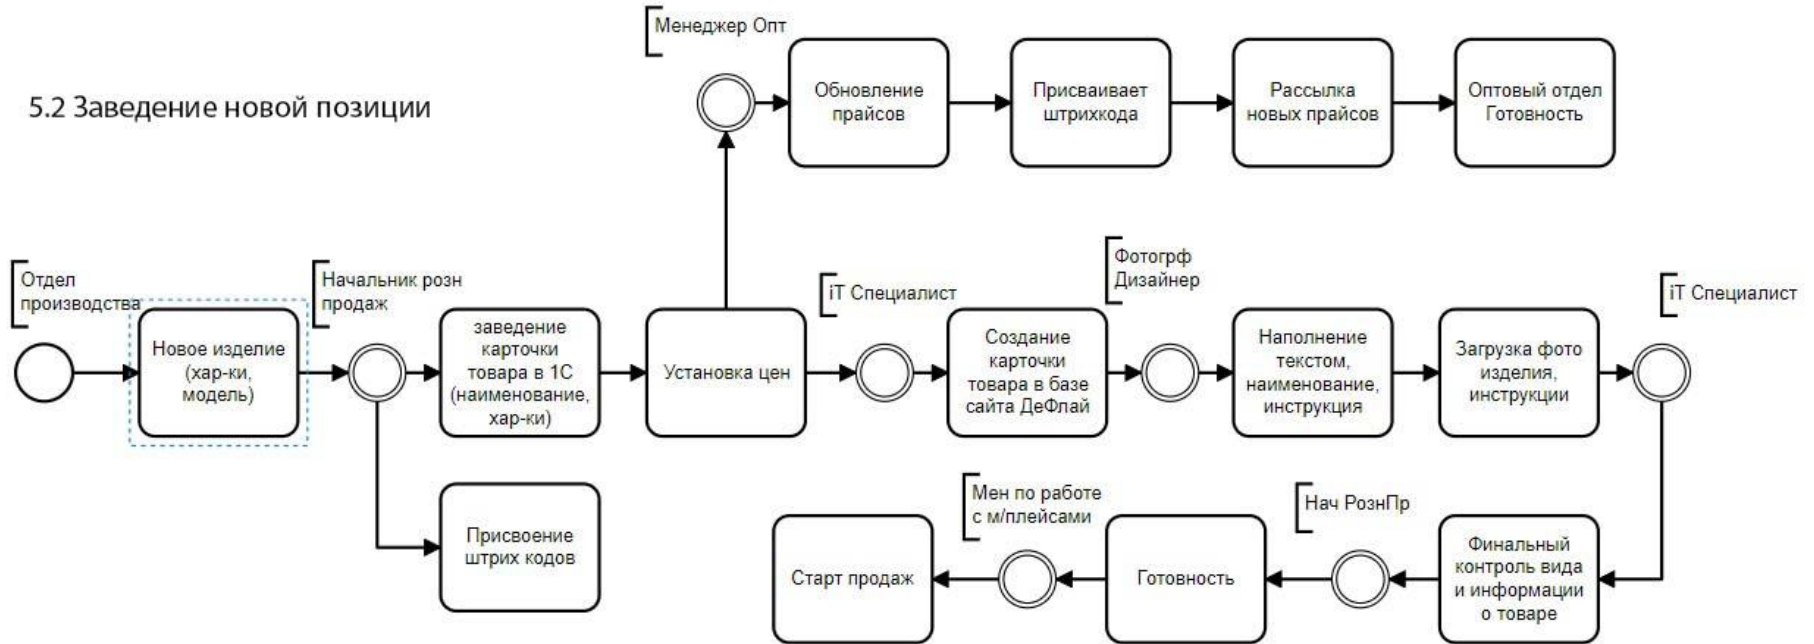 Менеджер Опт
Обновление
прайсов
Присваивает
штрихкода
Рассылка
новых прайсов
Оптовый отдел
Готовность
5.2 Заведение новой позиции
Отдел
производства
Новое изделие
(хар-ки,
модель)
Начальник розн
продаж
заведение
карточки
товара в 1С
(наименование,
хар-ки)
Установка цен
iT Специалист
Создание
карточки
товара в базе
сайта ДеФлай
Фотогрф
Дизайнер
Наполнение
текстом,
наименование,
инструкция
Загрузка фото
изделия,
инструкции
iT Специалист
Присвоение
штрих кодов
Старт продаж
Мен по работе
с м/плейсами
Готовность
Нач РознПр
Финальный
контроль вида
и информации
о товаре